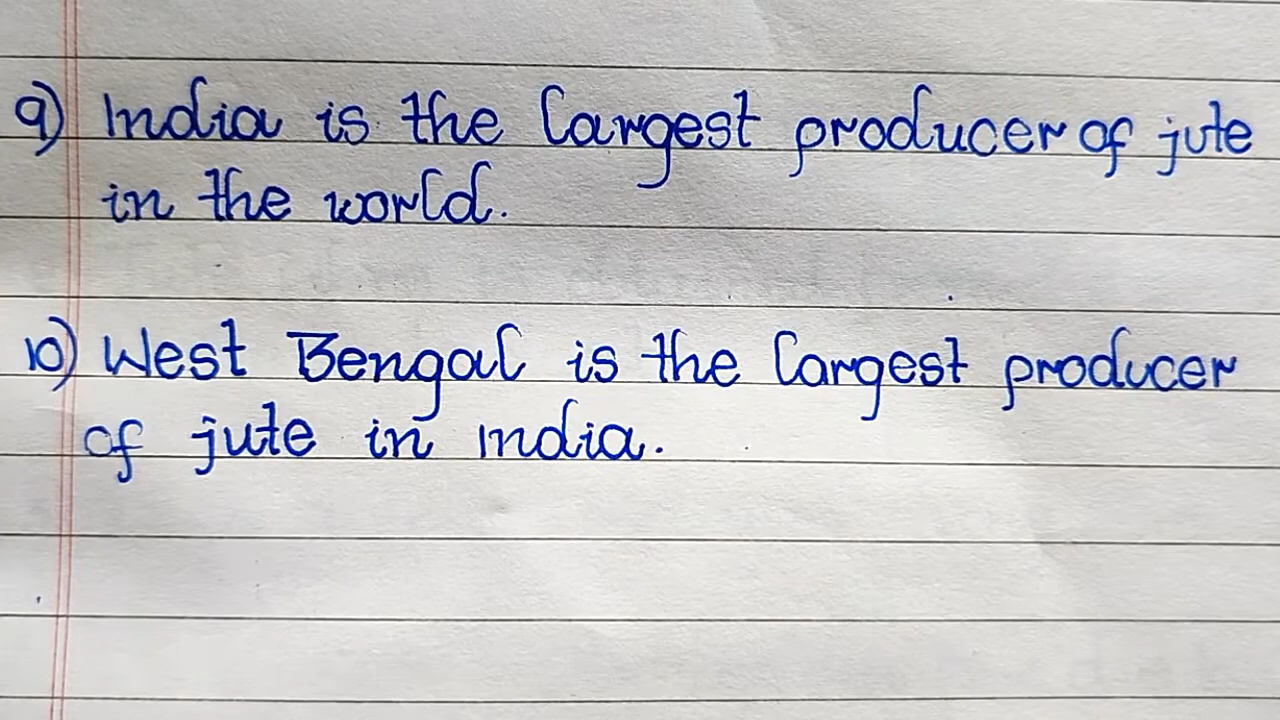 9) India is the largest producer of jute
in the world.
10) West Bengal is the largest producer
of jute in India.